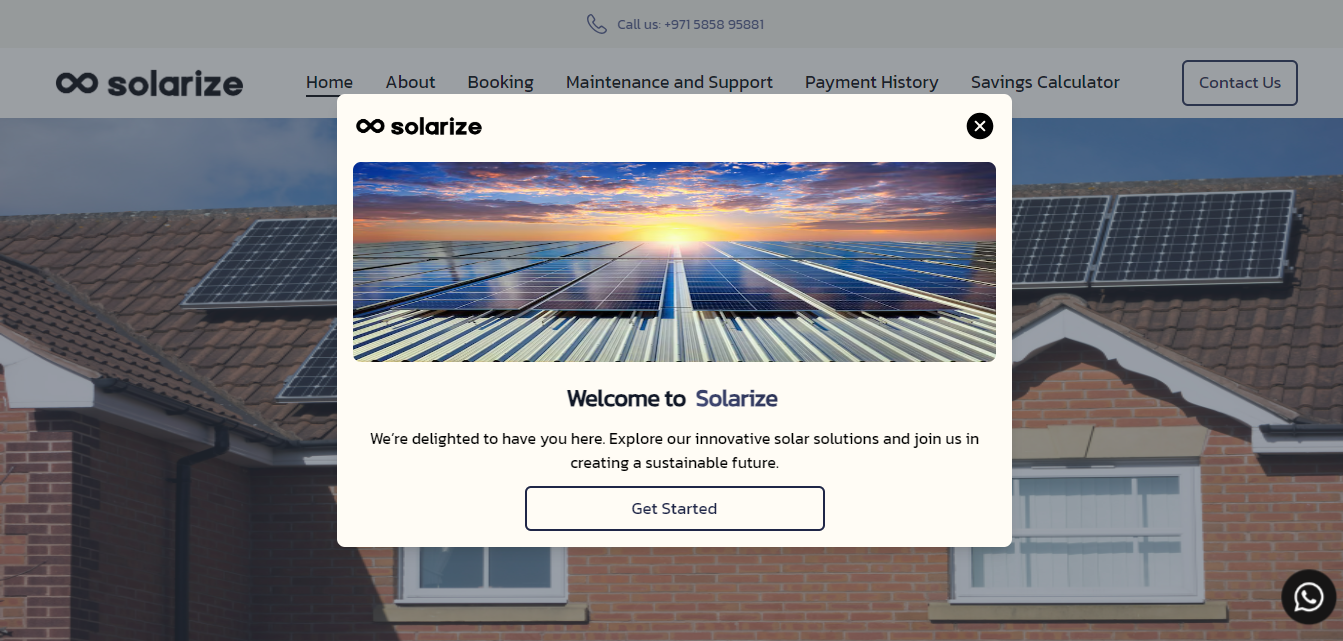 Call us: +971 5858 95881
solarize
Home About Booking Maintenance and Support Payment History Savings Calculator Contact Us
solarize
Welcome to Solarize
We're delighted to have you here. Explore our innovative solar solutions and join us in
creating a sustainable future.
Get Started